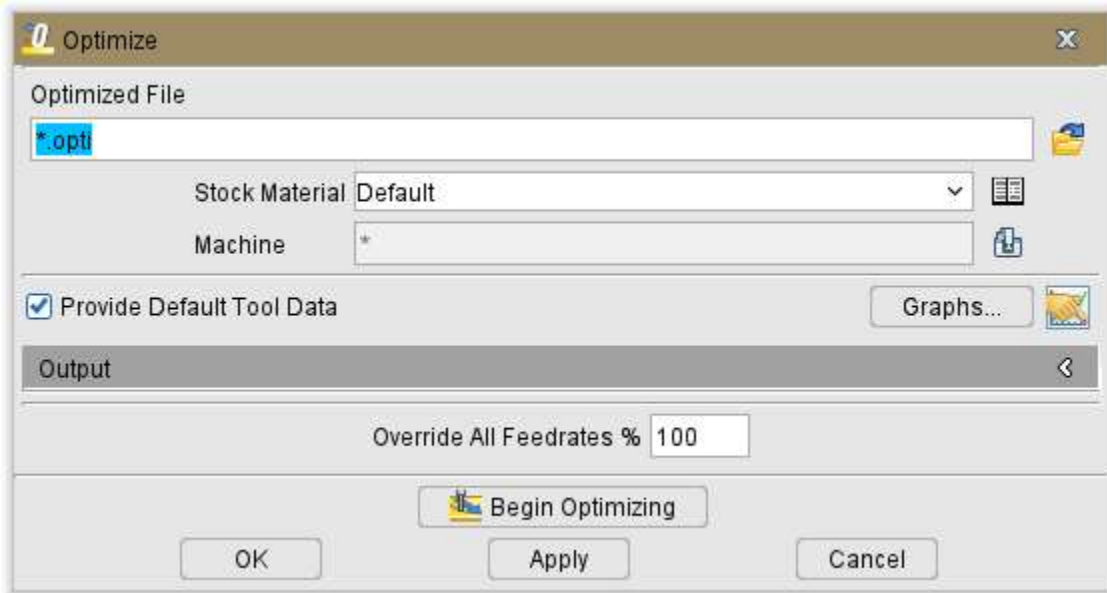 Optimize
Optimized File
*.opti
Stock Material Default
Machine *
Provide Default Tool Data Graphs...
Output
Override All Feedrates % 100
Begin Optimizing
OK Apply Cancel